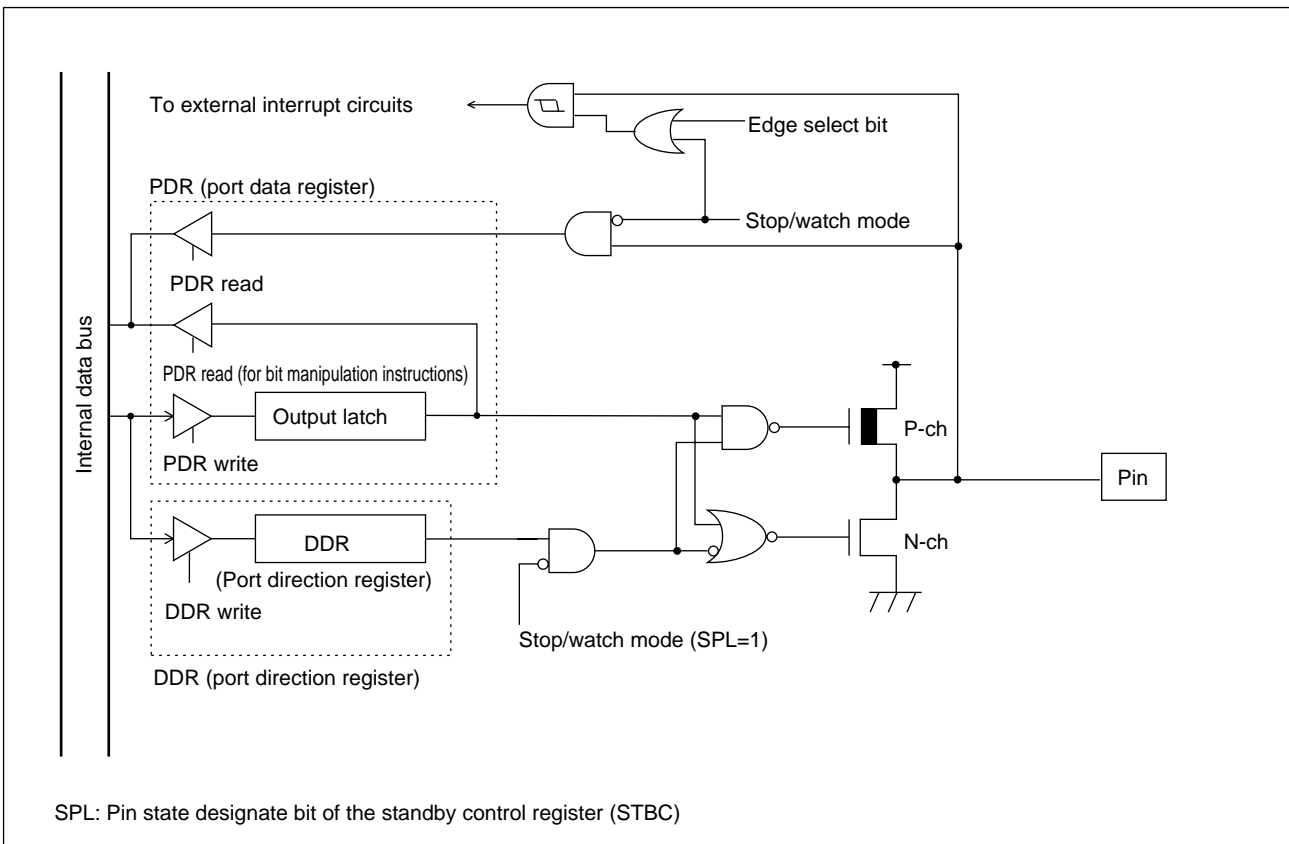 To external interrupt circuits
Edge select bit
PDR (port data register)
Stop/watch mode
PDR read
Internal data bus
PDR read (for bit manipulation instructions)
Output latch
P-ch
PDR write
Pin
DDR
N-ch
(Port direction register)
DDR write
Stop/watch mode (SPL=1)
DDR (port direction register)
SPL: Pin state designate bit of the standby control register (STBC)